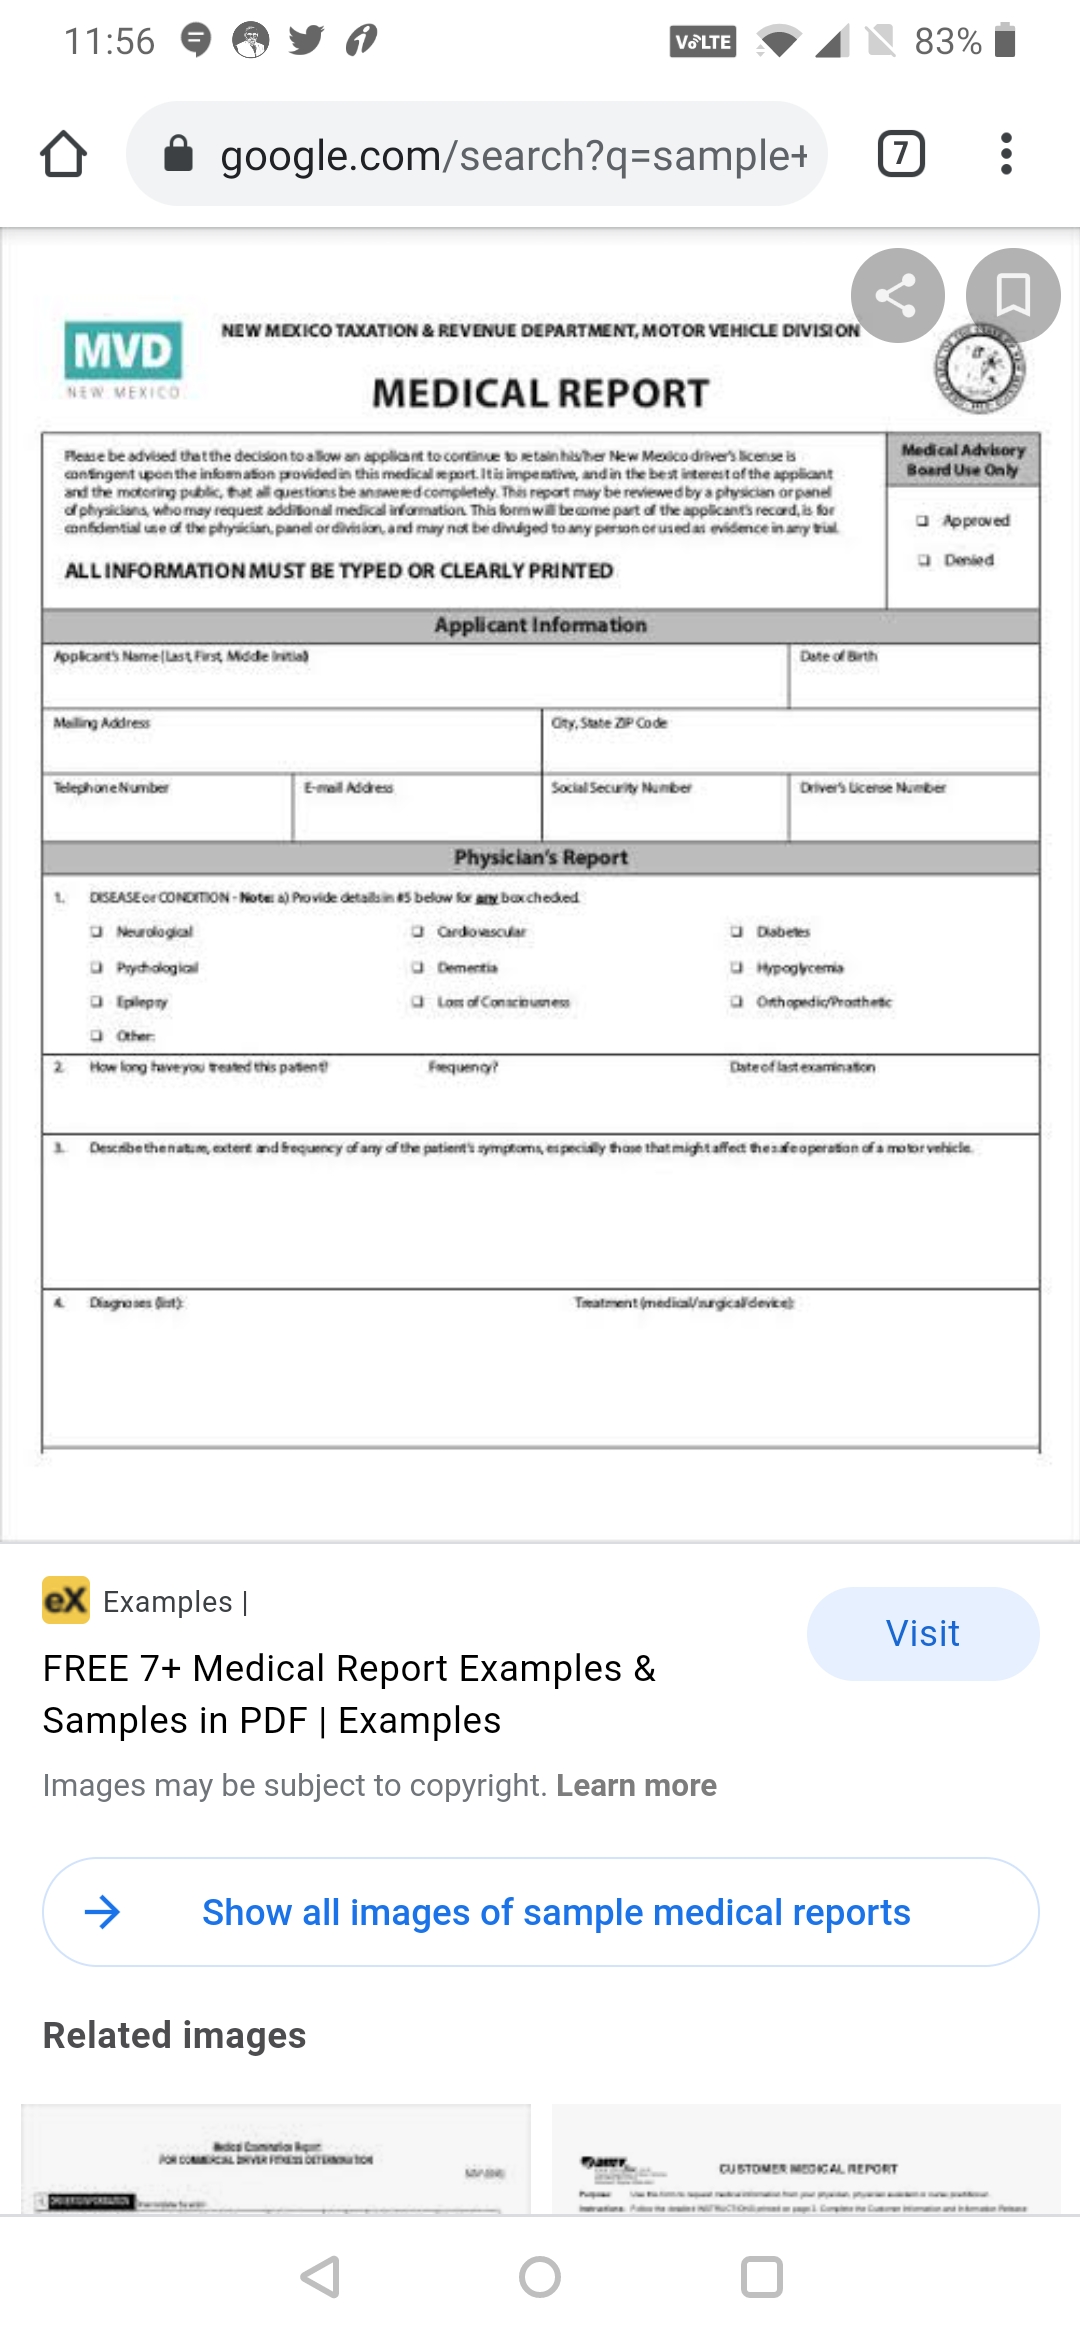 11:56
VoLTE
83%
google.com/search?q=sample+
7
MVD
NEW MEXICO
NEW MEXICO TAXATION & REVENUE DEPARTMENT, MOTOR VEHICLE DIVISION
MEDICAL REPORT
Please be advised that the decision to allow an applicant to continue to retain his/her New Mexico driver's license is
contingent upon the information provided in this medical report. It is imperative, and in the best interest of the applicant
and the motoring public, that all questions be answered completely. This report may be reviewed by a physician or panel
of physicians, who may request additional medical information. This form will become part of the applicant's record, is for
confidential use of the physician, panel or division, and may not be divulged to any person or used as evidence in any trial.
ALL INFORMATION MUST BE TYPED OR CLEARLY PRINTED
Medical Advisory
Board Use Only
Approved
Denied
Applicant Information
Applicant's Name (Last, First, Middle Initial)
Date of Birth
Mailing Address
City, State ZIP Code
Telephone Number
E-mail Address
Social Security Number
Driver's License Number
Physician's Report
1. DISEASE or CONDITION - Note: a) Provide details in #5 below for any box checked.
Neurological
Cardiovascular
Diabetes
Psychological
Dementia
Hypoglycemia
Epilepsy
Loss of Consciousness
Orthopedic/Prosthetic
Other:
2. How long have you treated this patient?
Frequency?
Date of last examination
3. Describe the nature, extent and frequency of any of the patient's symptoms, especially those that might affect the safe operation of a motor vehicle.
4. Diagnoses (list):
Treatment (medical/surgical/device):
eX
Examples |
Visit
FREE 7+ Medical Report Examples &
Samples in PDF | Examples
Images may be subject to copyright. Learn more
Show all images of sample medical reports
Related images
Medical Examination Report
FOR COMMERCIAL DRIVER FITNESS DETERMINATION
CUSTOMER MEDICAL REPORT